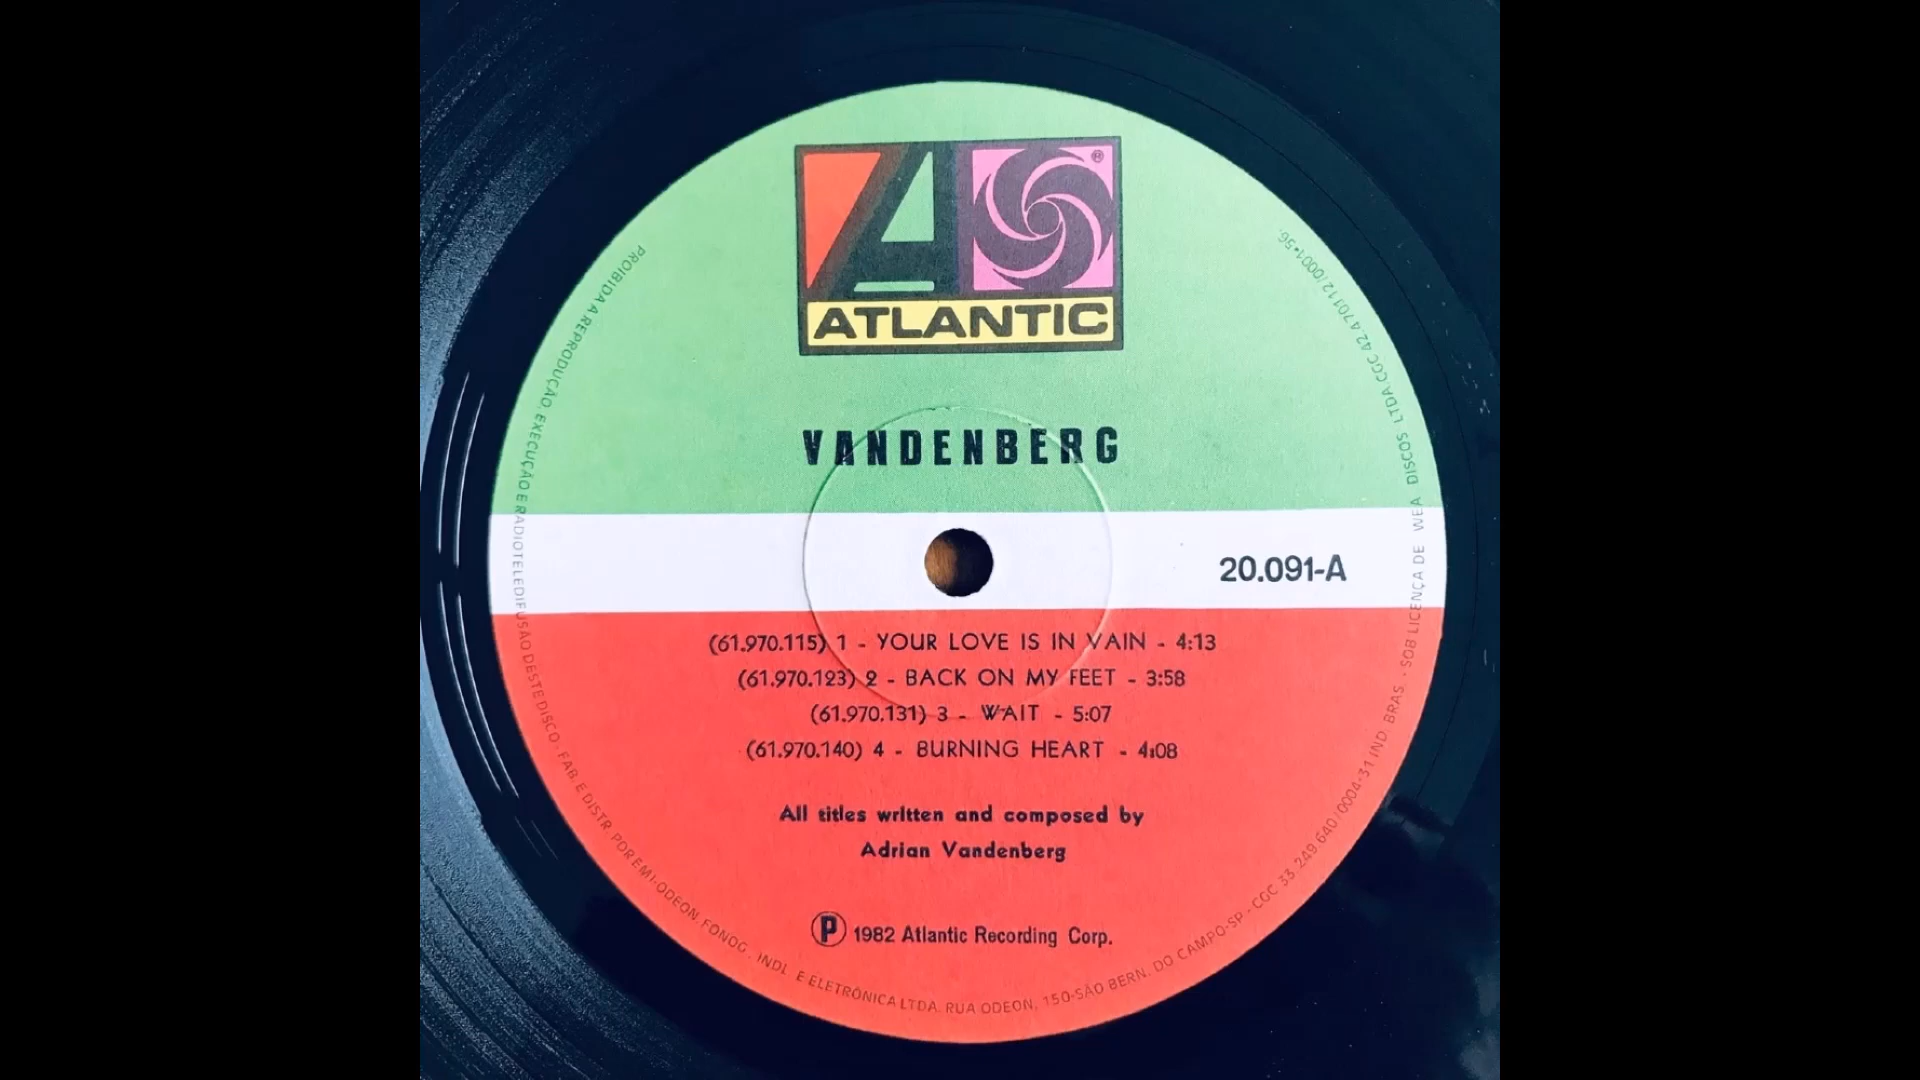 ®
ATLANTIC
VANDENBERG
20.091-A
(61.970.115) 1 - YOUR LOVE IS IN VAIN - 4:13
(61.970.123) 2 - BACK ON MY FEET - 3:58
(61.970.131) 3 - WAIT - 5:07
(61.970.140) 4 - BURNING HEART - 4:08
All titles written and composed by
Adrian Vandenberg
℗ 1982 Atlantic Recording Corp.
PROIBIDA A REPRODUÇÃO, EXECUÇÃO E RADIOTELEDIFUSÃO DESTE DISCO · FAB. E DISTR. POR EMI-ODEON, FONOG., INDL. E ELETRÔNICA LTDA. RUA ODEON, 150-SÃO BERN. DO CAMPO-SP · CGC 33 249 640/0004·31 IND. BRAS. · SOB LICENÇA DE WEA DISCOS LTDA. CGC 42.470112/0001·56.